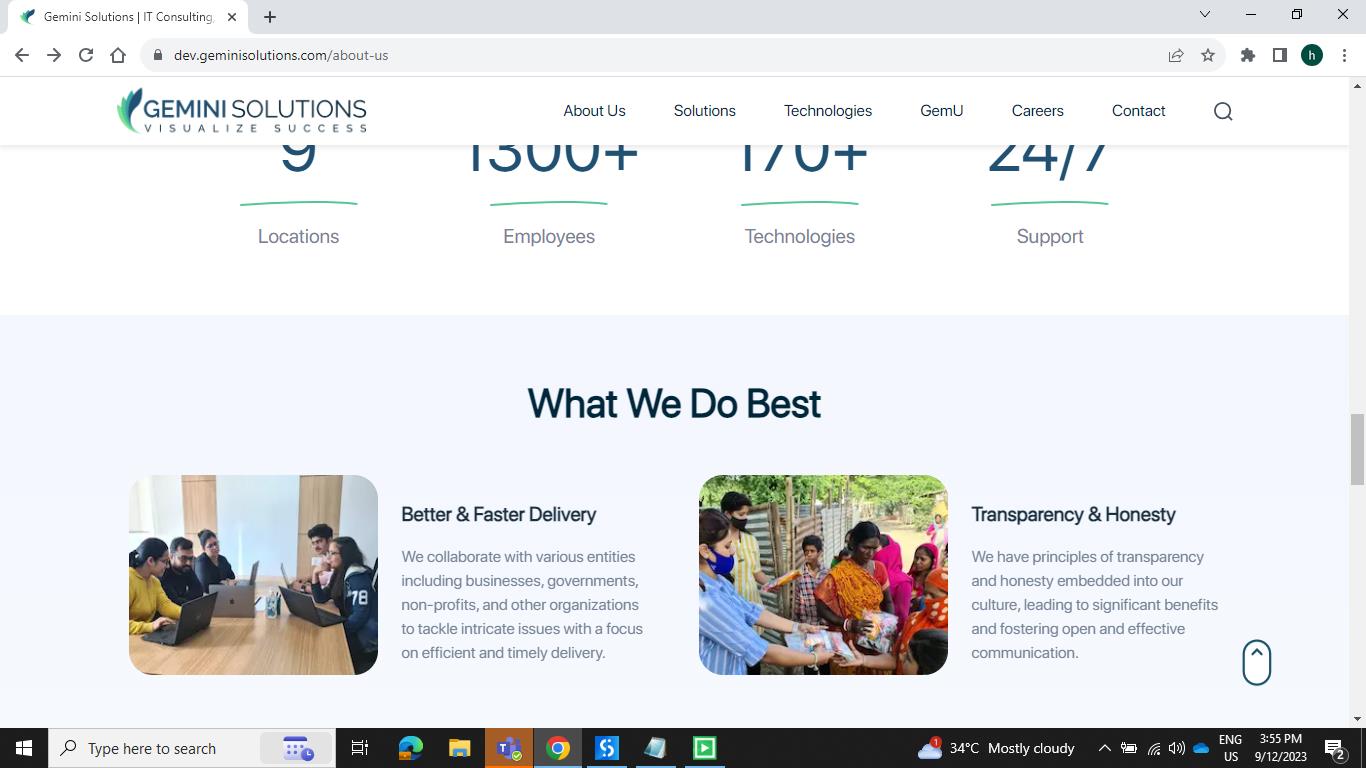 Gemini Solutions | IT Consulting,
dev.geminisolutions.com/about-us
h
GEMINI SOLUTIONS
VISUALIZE SUCCESS
About Us
Solutions
Technologies
GemU
Careers
Contact
9
1300+
170+
24/7
Locations
Employees
Technologies
Support
What We Do Best
Better & Faster Delivery
We collaborate with various entities
including businesses, governments,
non-profits, and other organizations
to tackle intricate issues with a focus
on efficient and timely delivery.
78
Transparency & Honesty
We have principles of transparency
and honesty embedded into our
culture, leading to significant benefits
and fostering open and effective
communication.
Type here to search
1
34°C Mostly cloudy
ENG
US
3:55 PM
9/12/2023
2